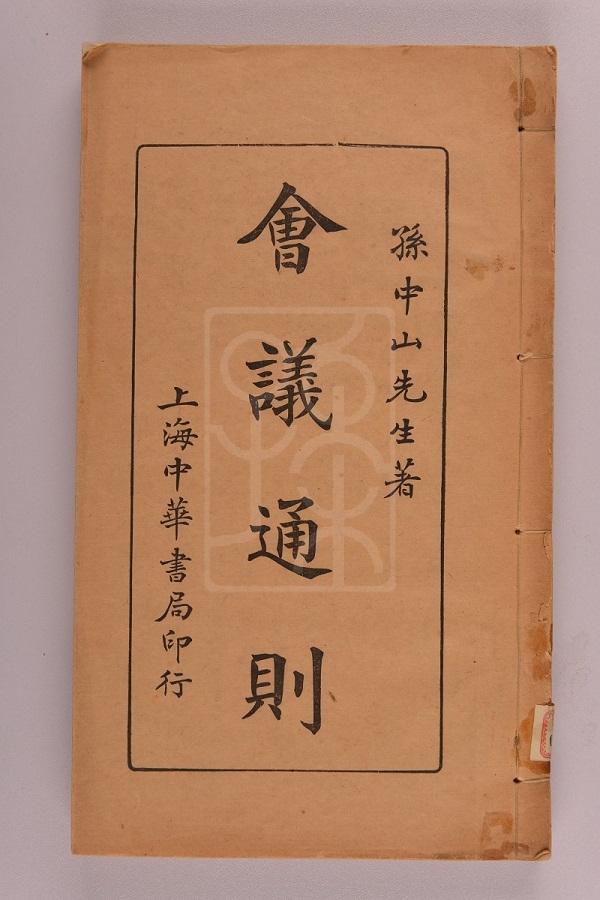 孫中山先生著
會議通則
上海中華書局印行